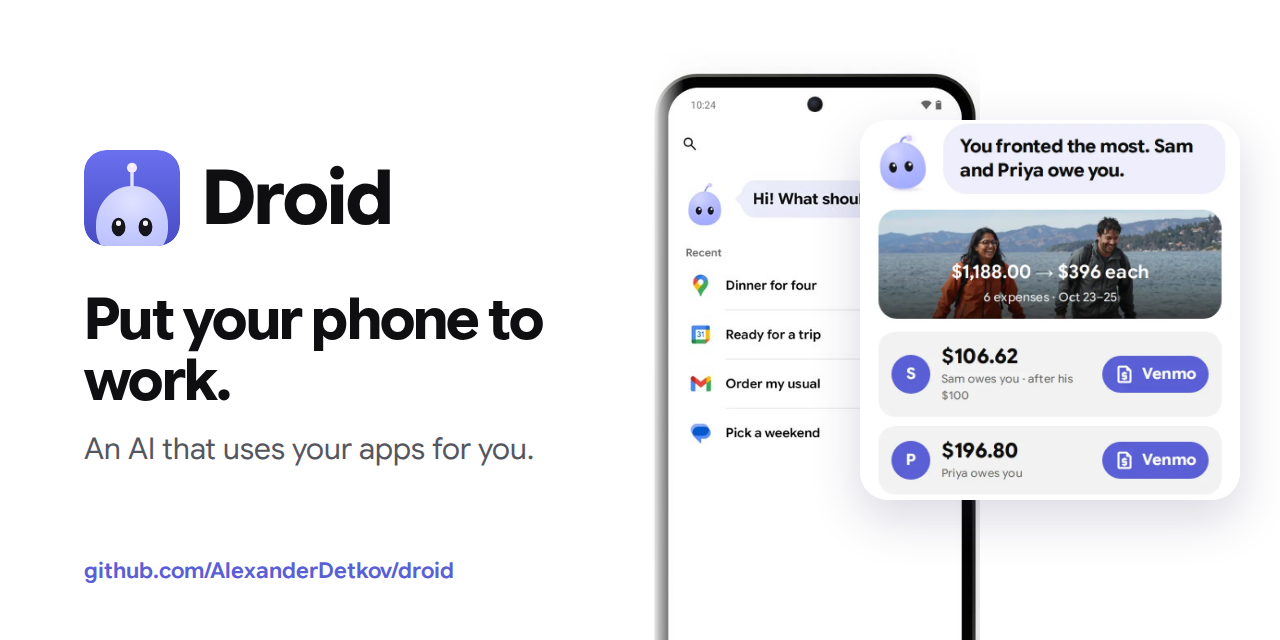 Droid
Put your phone to
work.
An AI that uses your apps for you.
github.com/AlexanderDetkov/droid
10:24
Hi! What shoul
Recent
Dinner for four
31
Ready for a trip
Order my usual
Pick a weekend
You fronted the most. Sam
and Priya owe you.
$1,188.00 → $396 each
6 expenses · Oct 23–25
S
$106.62
Sam owes you · after his
$100
Venmo
P
$196.80
Priya owes you
Venmo